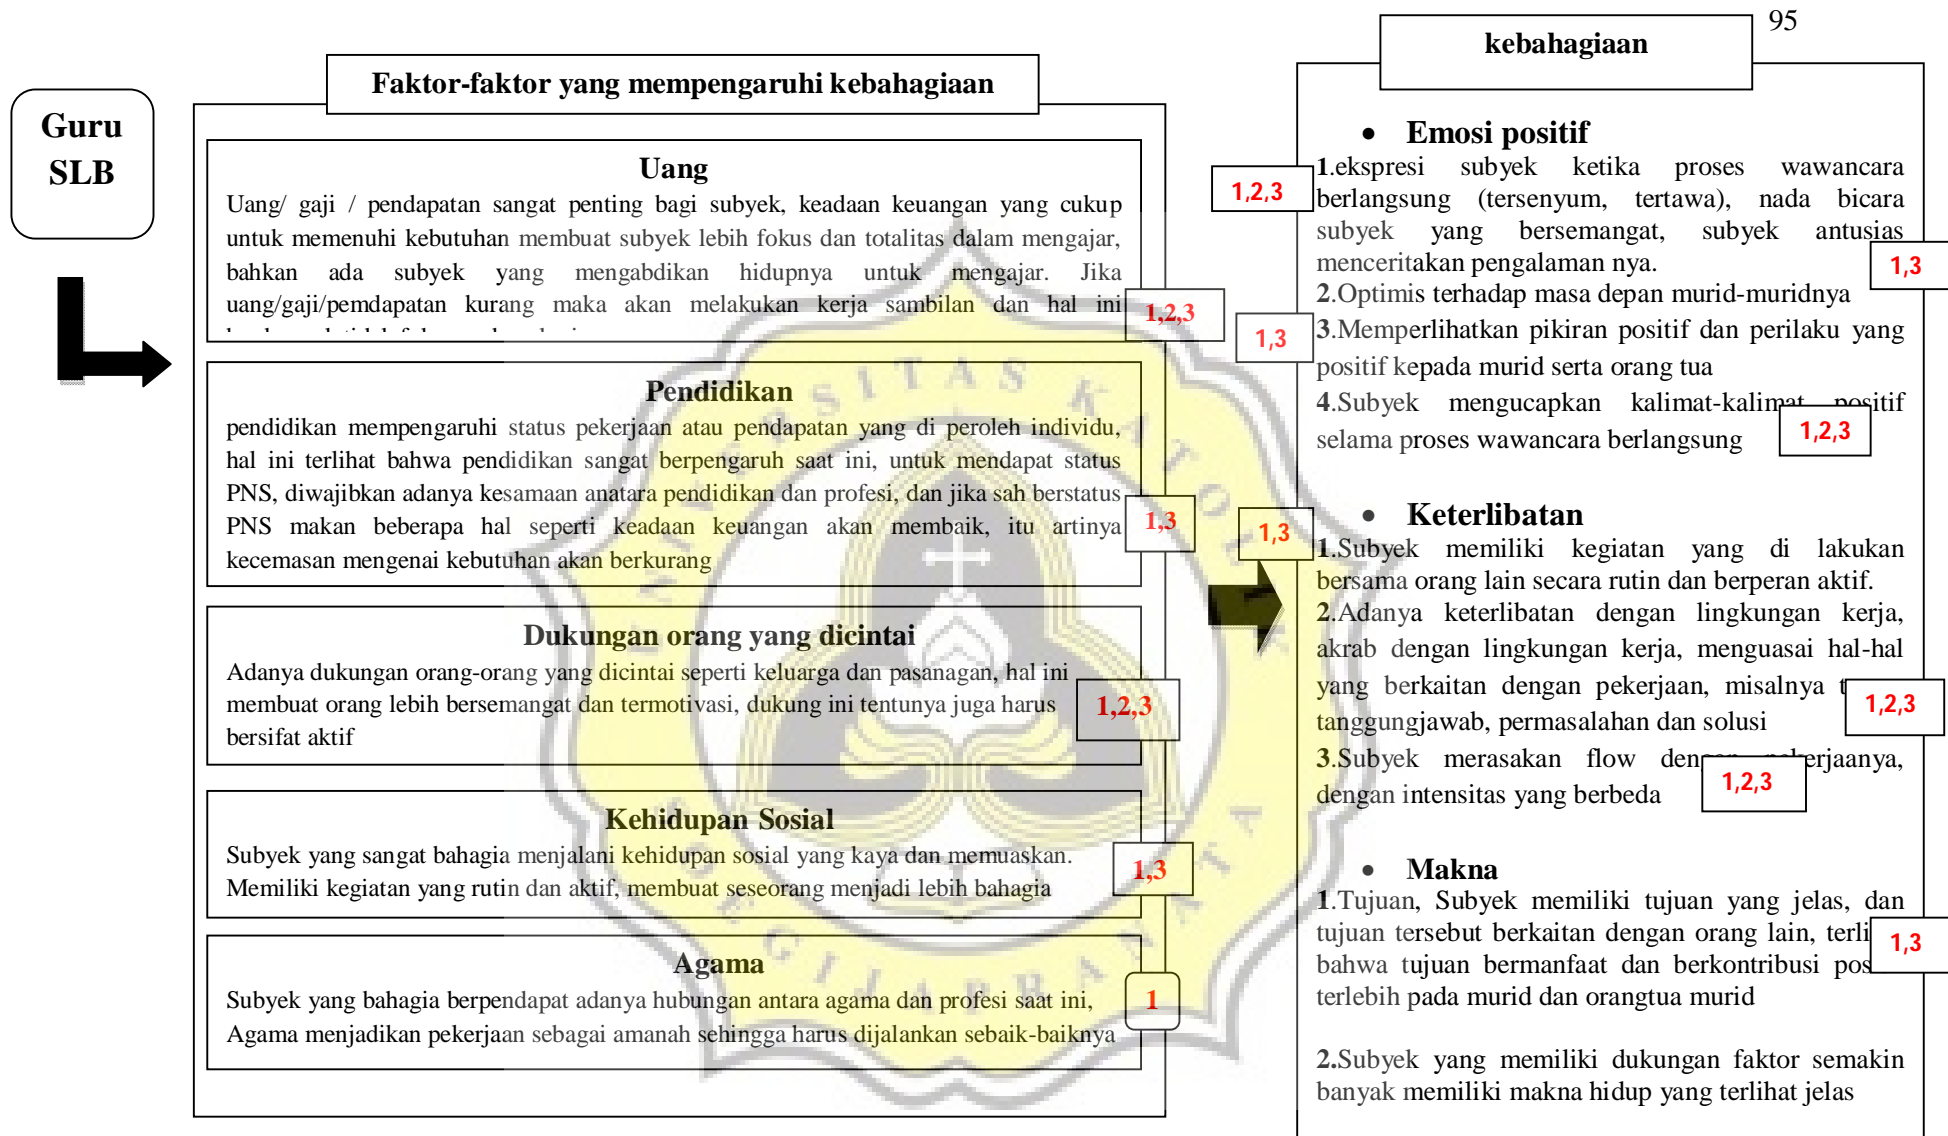 95
Guru
SLB
Faktor-faktor yang mempengaruhi kebahagiaan
Uang
Uang/ gaji / pendapatan sangat penting bagi subyek, keadaan keuangan yang cukup
untuk memenuhi kebutuhan membuat subyek lebih fokus dan totalitas dalam mengajar,
bahkan ada subyek yang mengabdikan hidupnya untuk mengajar. Jika
uang/gaji/pemdapatan kurang maka akan melakukan kerja sambilan dan hal ini
1,2,3
Pendidikan
pendidikan mempengaruhi status pekerjaan atau pendapatan yang di peroleh individu,
hal ini terlihat bahwa pendidikan sangat berpengaruh saat ini, untuk mendapat status
PNS, diwajibkan adanya kesamaan anatara pendidikan dan profesi, dan jika sah berstatus
PNS makan beberapa hal seperti keadaan keuangan akan membaik, itu artinya
kecemasan mengenai kebutuhan akan berkurang
1,3
Dukungan orang yang dicintai
Adanya dukungan orang-orang yang dicintai seperti keluarga dan pasanagan, hal ini
membuat orang lebih bersemangat dan termotivasi, dukung ini tentunya juga harus
bersifat aktif
1,2,3
Kehidupan Sosial
Subyek yang sangat bahagia menjalani kehidupan sosial yang kaya dan memuaskan.
Memiliki kegiatan yang rutin dan aktif, membuat seseorang menjadi lebih bahagia
1,3
Agama
Subyek yang bahagia berpendapat adanya hubungan antara agama dan profesi saat ini,
Agama menjadikan pekerjaan sebagai amanah sehingga harus dijalankan sebaik-baiknya
1
kebahagiaan
• Emosi positif
1.ekspresi subyek ketika proses wawancara
berlangsung (tersenyum, tertawa), nada bicara
subyek yang bersemangat, subyek antusias
menceritakan pengalaman nya.
1,2,3
2.Optimis terhadap masa depan murid-muridnya
1,3
3.Memperlihatkan pikiran positif dan perilaku yang
positif kepada murid serta orang tua
1,3
4.Subyek mengucapkan kalimat-kalimat positif
selama proses wawancara berlangsung
1,2,3
• Keterlibatan
1.Subyek memiliki kegiatan yang di lakukan
bersama orang lain secara rutin dan berperan aktif.
1,3
2.Adanya keterlibatan dengan lingkungan kerja,
akrab dengan lingkungan kerja, menguasai hal-hal
yang berkaitan dengan pekerjaan, misalnya
tanggungjawab, permasalahan dan solusi
1,2,3
3.Subyek merasakan flow dengan pekerjaanya,
dengan intensitas yang berbeda
1,2,3
• Makna
1.Tujuan, Subyek memiliki tujuan yang jelas, dan
tujuan tersebut berkaitan dengan orang lain,
bahwa tujuan bermanfaat dan berkontribusi
terlebih pada murid dan orangtua murid
1,3
2.Subyek yang memiliki dukungan faktor semakin
banyak memiliki makna hidup yang terlihat jelas
UNIVERSITAS KATOLIK
SOEGIJAPRANATA